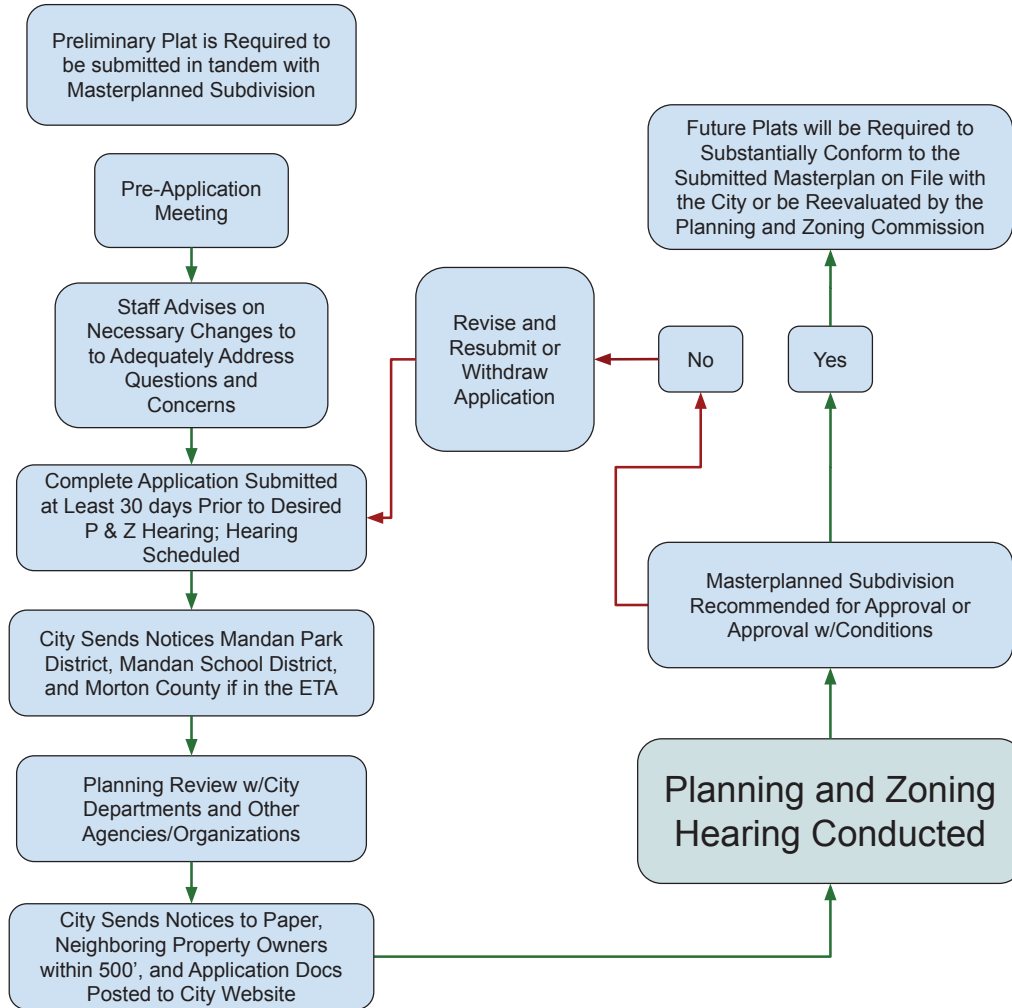 Preliminary Plat is Required to
be submitted in tandem with
Masterplanned Subdivision
Pre-Application
Meeting
Staff Advises on
Necessary Changes to
to Adequately Address
Questions and
Concerns
Complete Application Submitted
at Least 30 days Prior to Desired
P & Z Hearing; Hearing
Scheduled
City Sends Notices Mandan Park
District, Mandan School District,
and Morton County if in the ETA
Planning Review w/City
Departments and Other
Agencies/Organizations
City Sends Notices to Paper,
Neighboring Property Owners
within 500’, and Application Docs
Posted to City Website
Planning and Zoning
Hearing Conducted
Masterplanned Subdivision
Recommended for Approval or
Approval w/Conditions
No
Yes
Revise and
Resubmit or
Withdraw
Application
Future Plats will be Required to
Substantially Conform to the
Submitted Masterplan on File with
the City or be Reevaluated by the
Planning and Zoning Commission